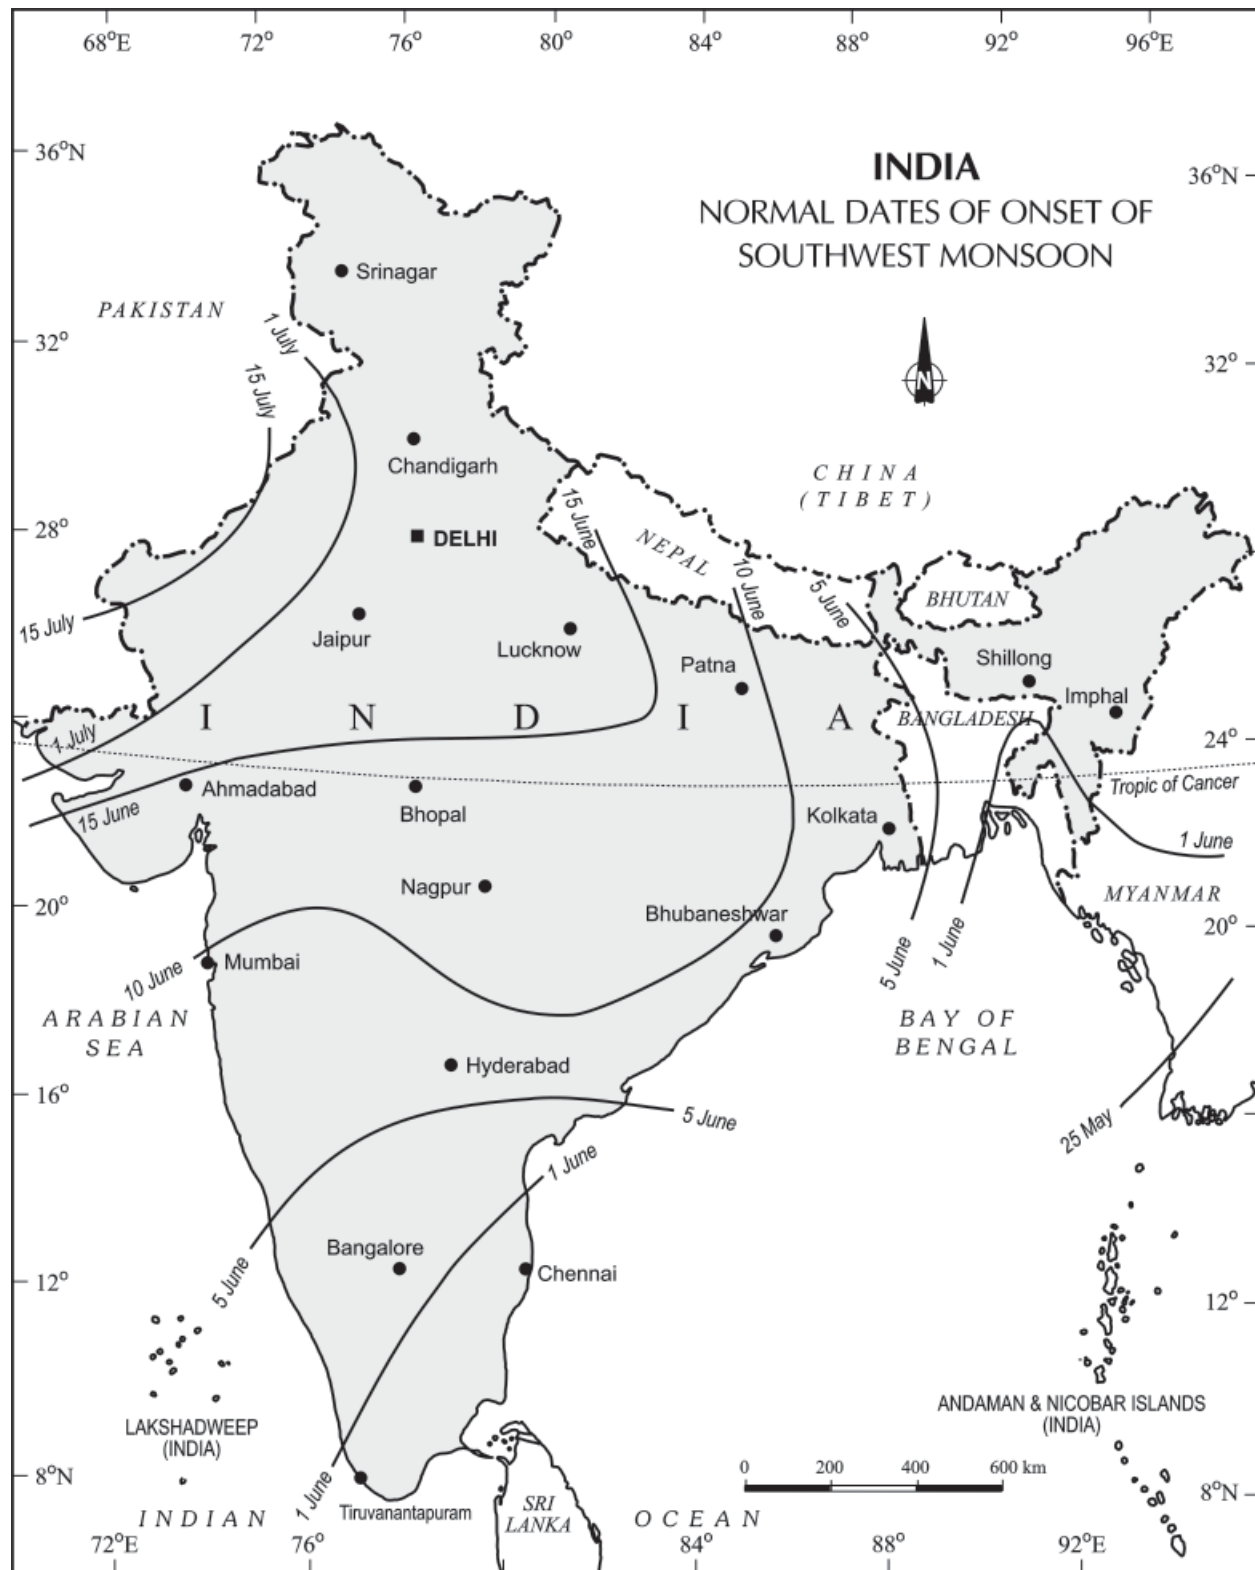 68°E 72° 76° 80° 84° 88° 92° 96°E
36°N
36°N
INDIA
NORMAL DATES OF ONSET OF
SOUTHWEST MONSOON
Srinagar
PAKISTAN
1 July
32°
32°
15 July
N
Chandigarh
CHINA
(TIBET)
15 June
28°
DELHI
NEPAL
10 June
5 June
BHUTAN
15 July
Jaipur
Lucknow
Patna
Shillong
Imphal
I N D I A
BANGLADESH
1 July
24°
Tropic of Cancer
Ahmadabad
15 June
Bhopal
Kolkata
1 June
Nagpur
MYANMAR
20°
20°
Bhubaneshwar
10 June
Mumbai
5 June
1 June
ARABIAN
SEA
BAY OF
BENGAL
Hyderabad
16°
5 June
25 May
1 June
Bangalore
Chennai
5 June
12°
12°
LAKSHADWEEP
(INDIA)
ANDAMAN & NICOBAR ISLANDS
(INDIA)
8°N
1 June
Tiruvanantapuram
0 200 400 600 km
8°N
SRI
LANKA
INDIAN OCEAN
72°E 76° 84° 88° 92°E